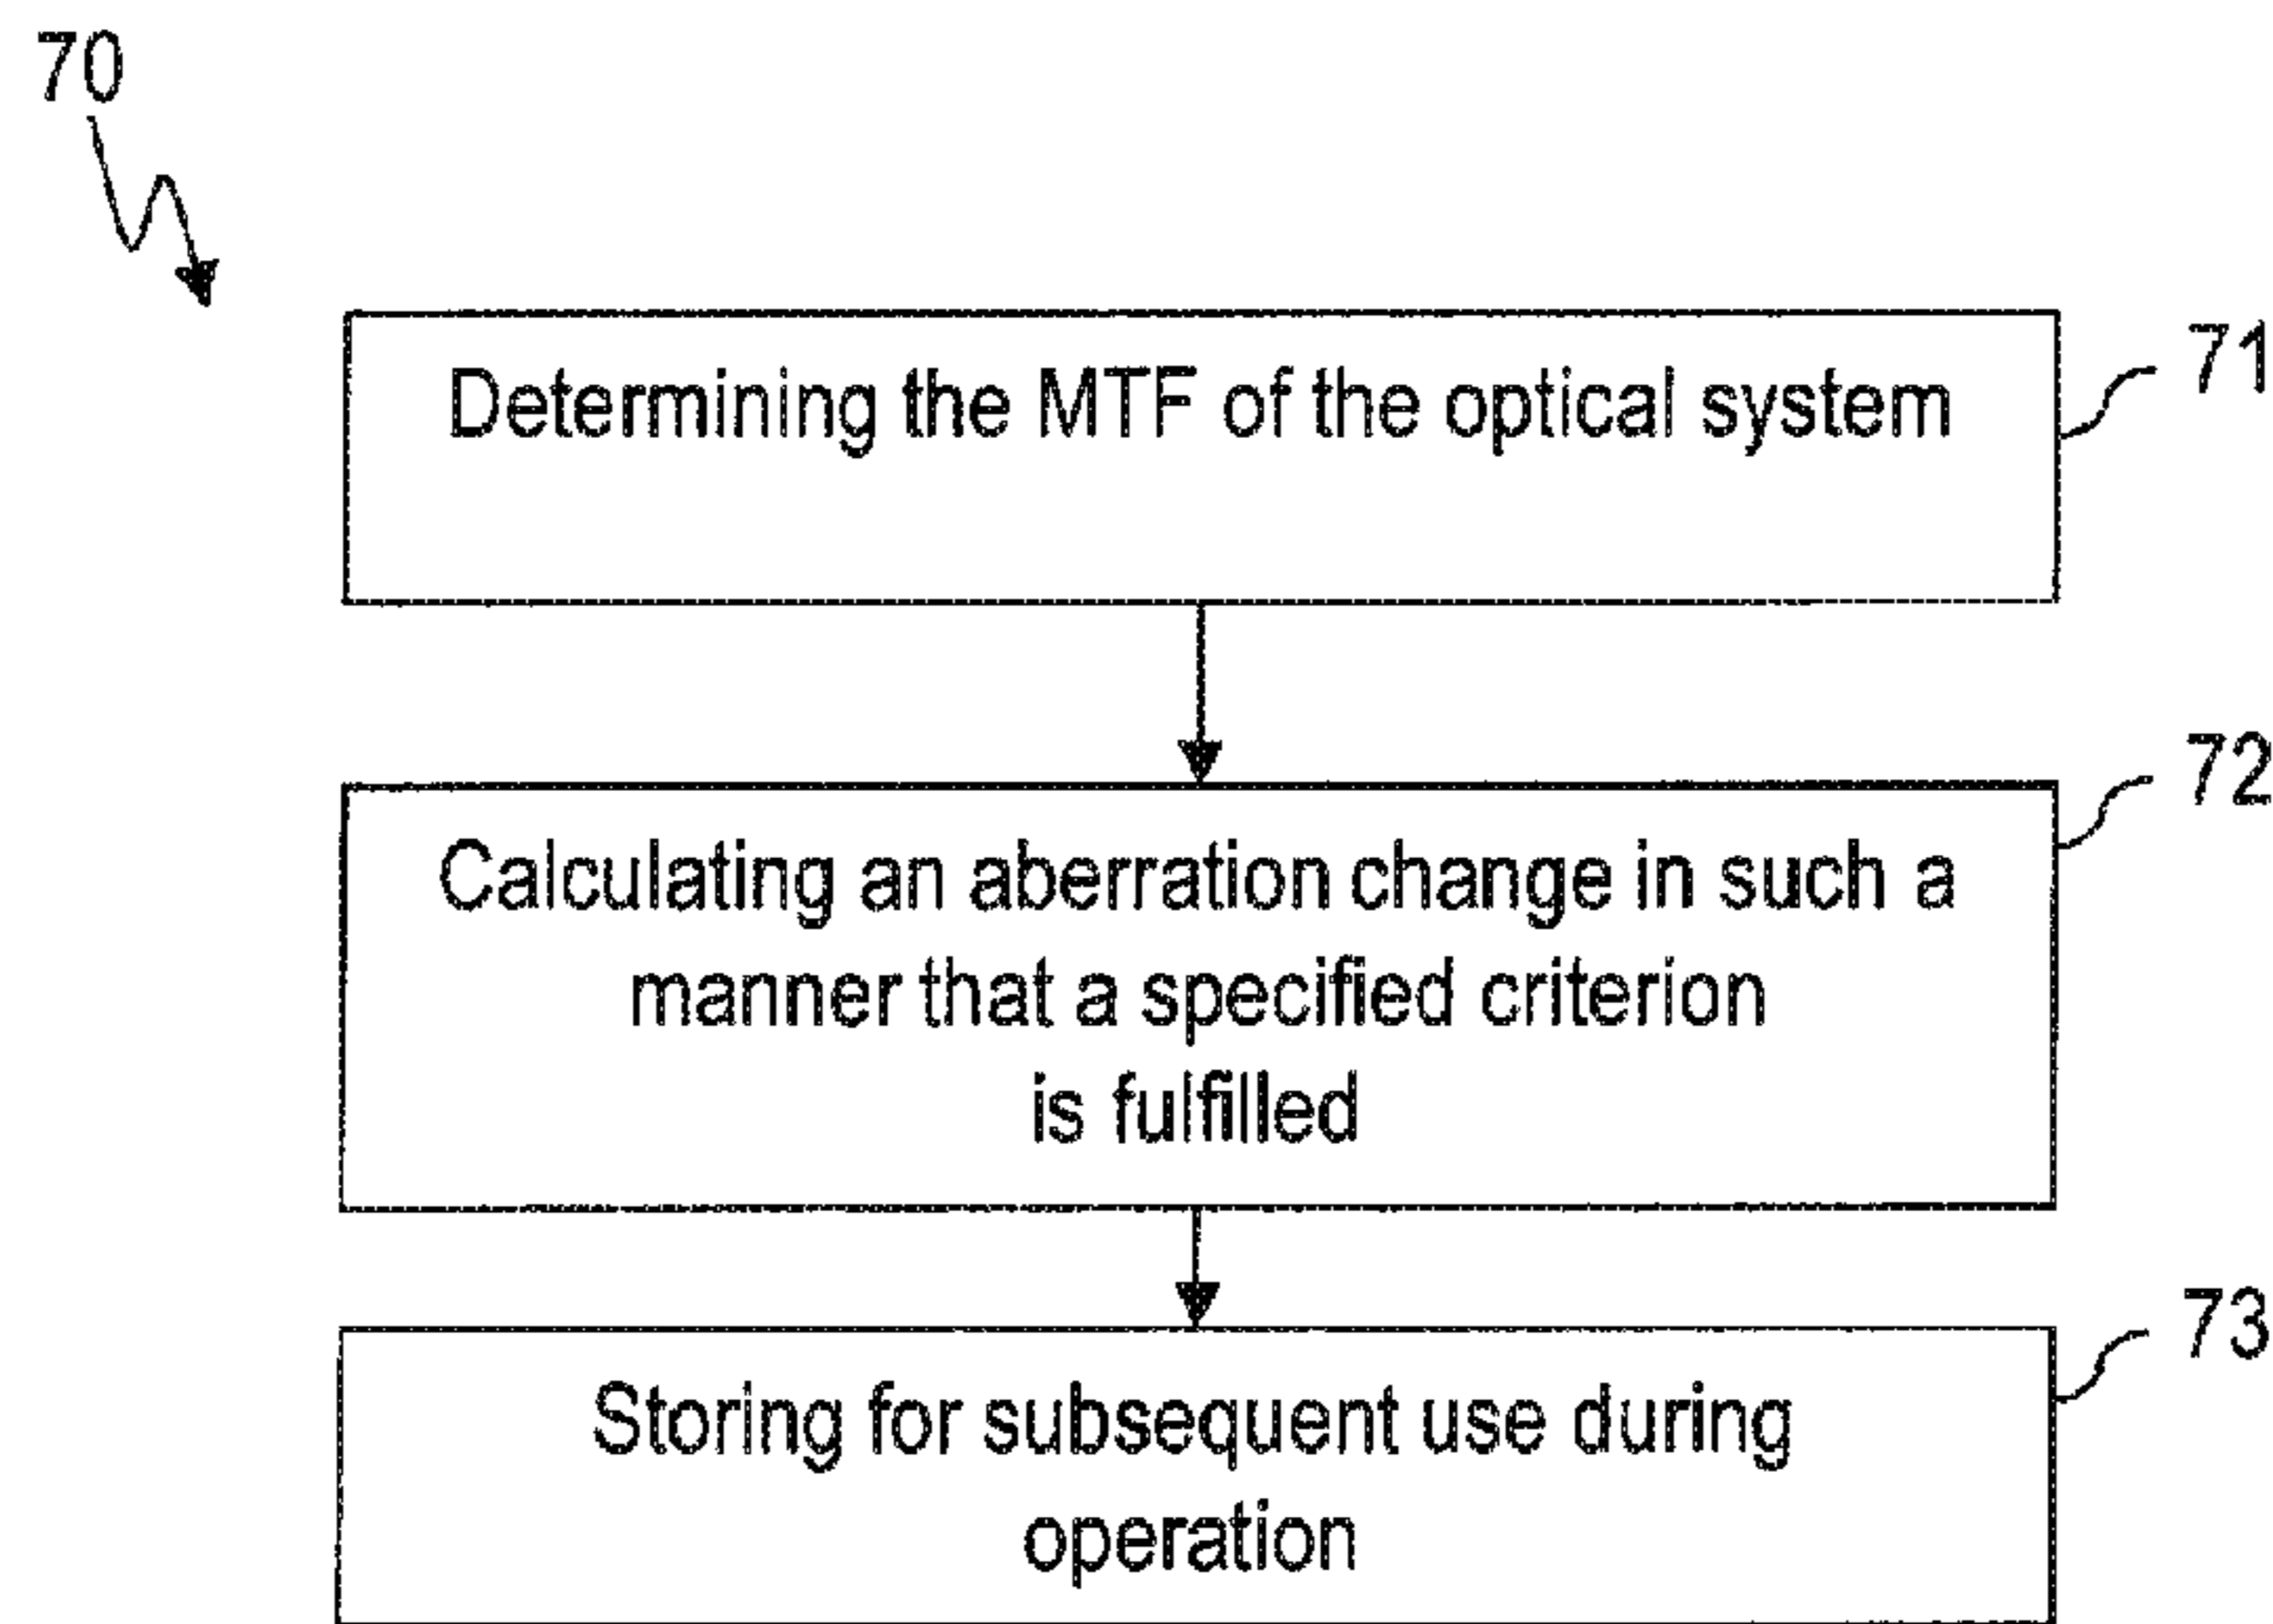 70
Determining the MTF of the optical system
71
Calculating an aberration change in such a
manner that a specified criterion
is fulfilled
72
Storing for subsequent use during
operation
73